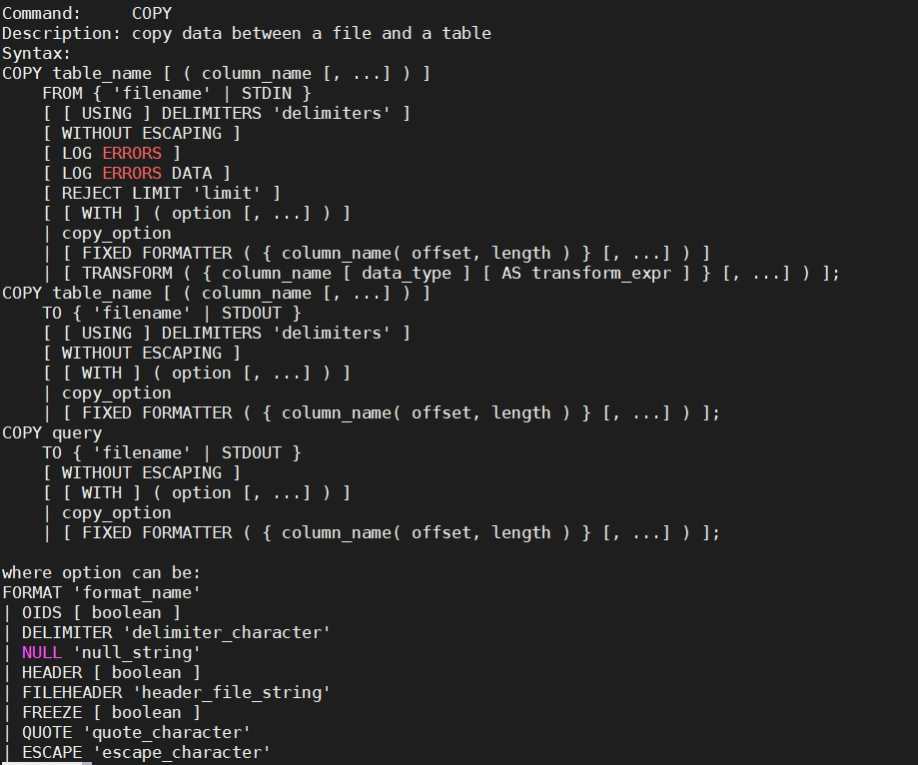 Command:     COPY
Description: copy data between a file and a table
Syntax:
COPY table_name [ ( column_name [, ...] ) ]
    FROM { 'filename' | STDIN }
    [ [ USING ] DELIMITERS 'delimiters' ]
    [ WITHOUT ESCAPING ]
    [ LOG ERRORS ]
    [ LOG ERRORS DATA ]
    [ REJECT LIMIT 'limit' ]
    [ [ WITH ] ( option [, ...] ) ]
    | copy_option
    | [ FIXED FORMATTER ( { column_name( offset, length ) } [, ...] ) ]
    | [ TRANSFORM ( { column_name [ data_type ] [ AS transform_expr ] } [, ...] ) ];
COPY table_name [ ( column_name [, ...] ) ]
    TO { 'filename' | STDOUT }
    [ [ USING ] DELIMITERS 'delimiters' ]
    [ WITHOUT ESCAPING ]
    [ [ WITH ] ( option [, ...] ) ]
    | copy_option
    | [ FIXED FORMATTER ( { column_name( offset, length ) } [, ...] ) ];
COPY query
    TO { 'filename' | STDOUT }
    [ WITHOUT ESCAPING ]
    [ [ WITH ] ( option [, ...] ) ]
    | copy_option
    | [ FIXED FORMATTER ( { column_name( offset, length ) } [, ...] ) ];

where option can be:
FORMAT 'format_name'
| OIDS [ boolean ]
| DELIMITER 'delimiter_character'
| NULL 'null_string'
| HEADER [ boolean ]
| FILEHEADER 'header_file_string'
| FREEZE [ boolean ]
| QUOTE 'quote_character'
| ESCAPE 'escape_character'